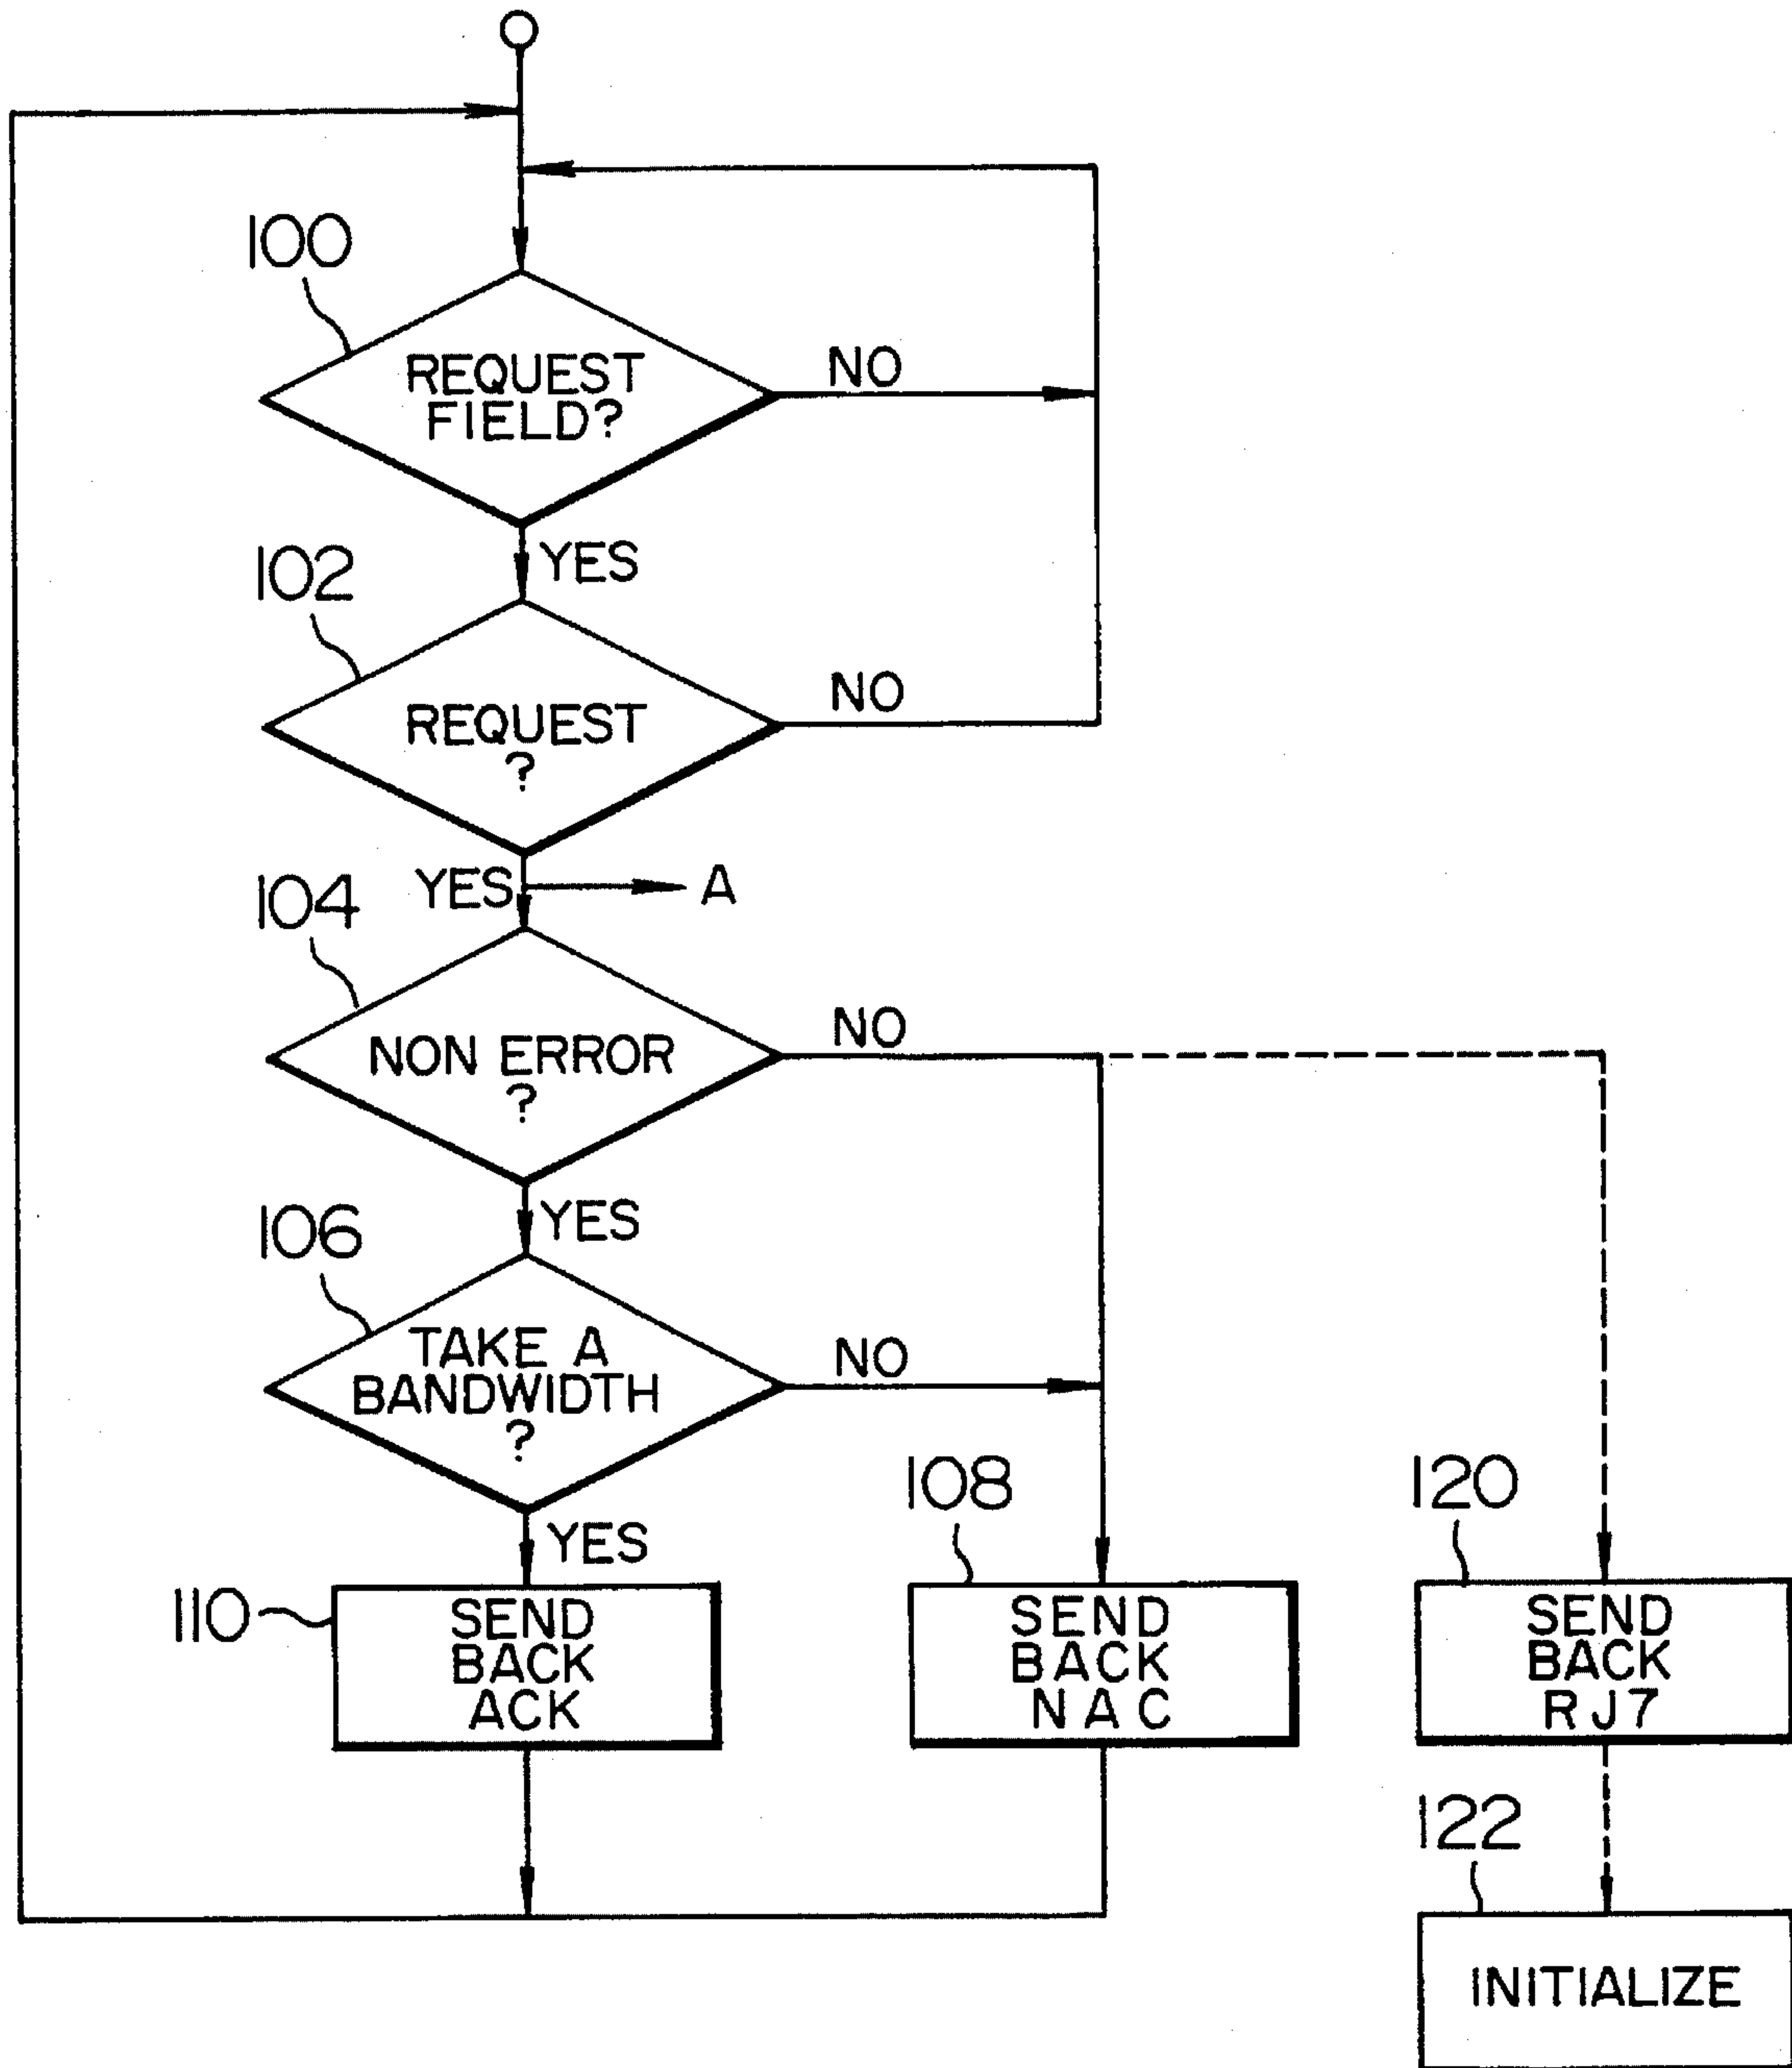 100
REQUEST
FIELD?
NO
YES
102
REQUEST
?
NO
YES
A
104
NON ERROR
?
NO
YES
106
TAKE A
BANDWIDTH
?
NO
YES
110
SEND
BACK
ACK
108
SEND
BACK
NAC
120
SEND
BACK
RJ7
122
INITIALIZE